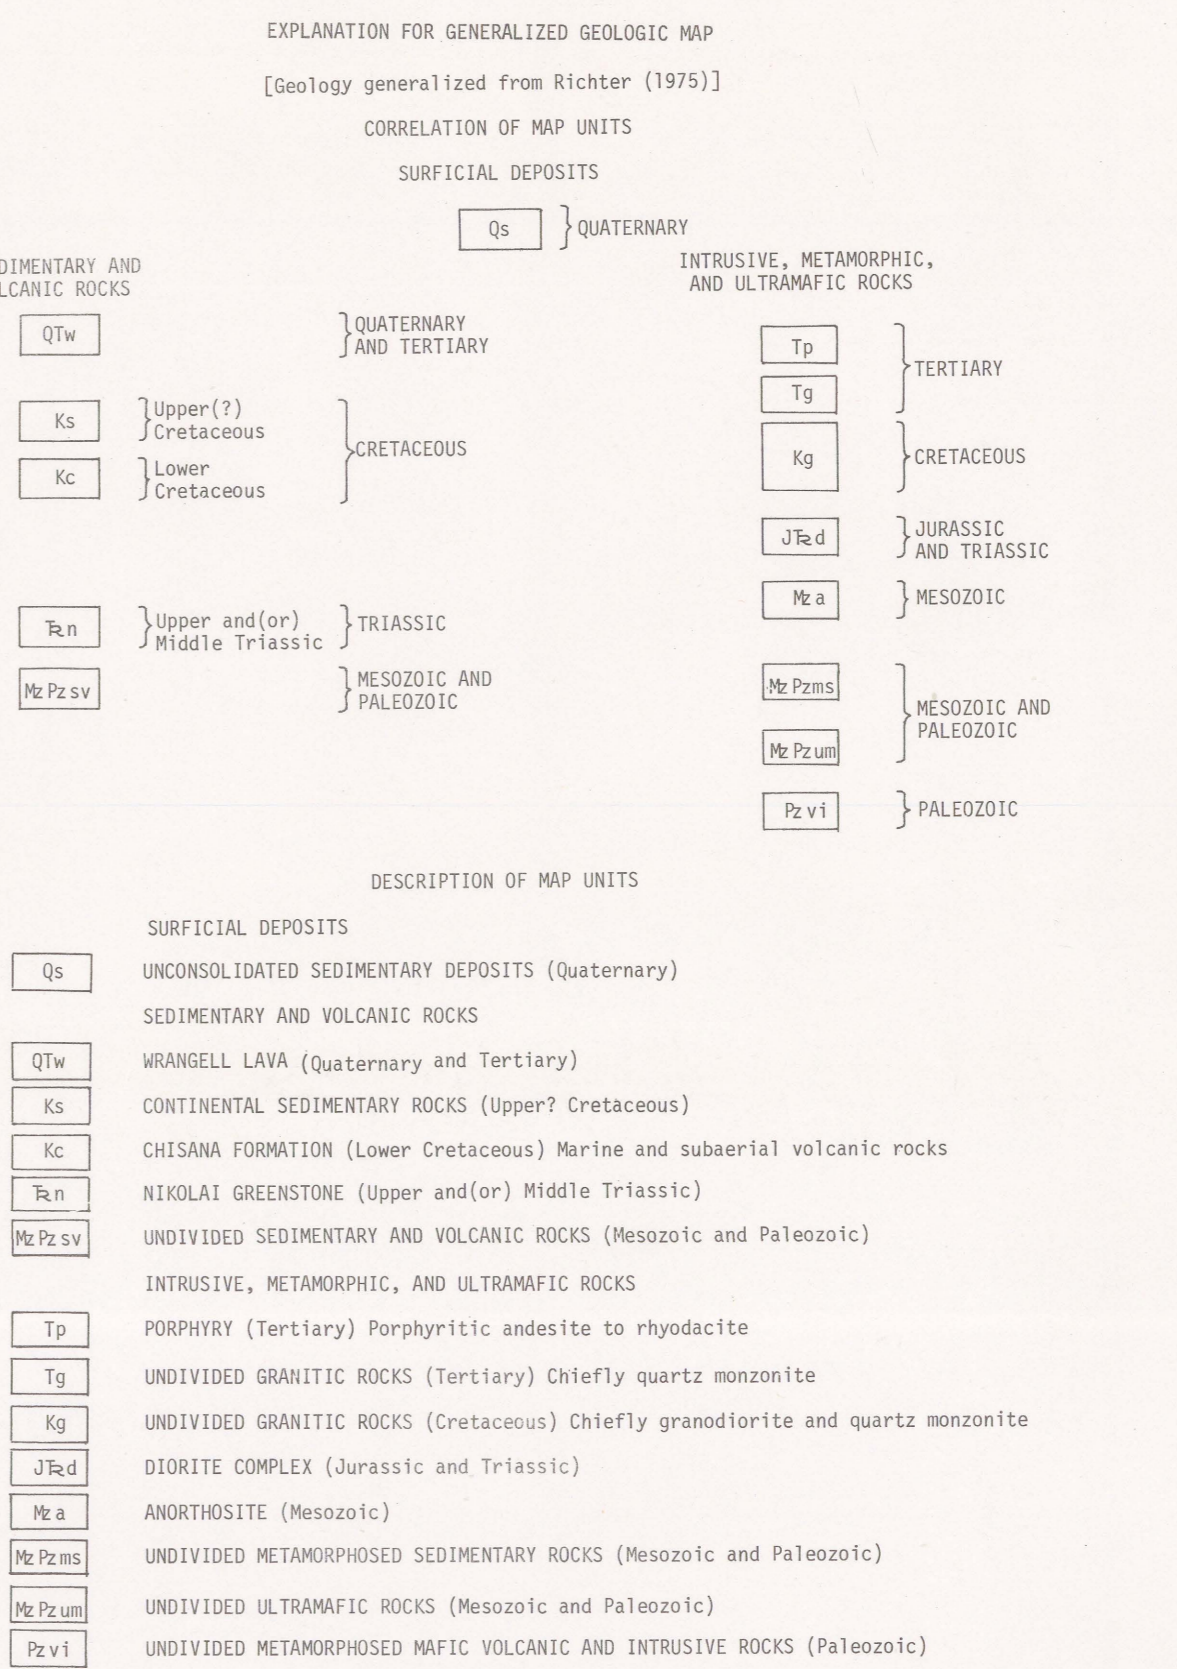 EXPLANATION FOR GENERALIZED GEOLOGIC MAP
[Geology generalized from Richter (1975)]
CORRELATION OF MAP UNITS
SURFICIAL DEPOSITS
Qs QUATERNARY
DIMENTARY AND
LCANIC ROCKS
QTw QUATERNARY
AND TERTIARY
Ks Upper(?)
Cretaceous
CRETACEOUS
Kc Lower
Cretaceous
TRn Upper and(or)
Middle Triassic
TRIASSIC
MzPzsv MESOZOIC AND
PALEOZOIC
INTRUSIVE, METAMORPHIC,
AND ULTRAMAFIC ROCKS
Tp
TERTIARY
Tg
Kg CRETACEOUS
JTRd JURASSIC
AND TRIASSIC
Mza MESOZOIC
MzPzms
MESOZOIC AND
PALEOZOIC
MzPzum
Pzvi PALEOZOIC
DESCRIPTION OF MAP UNITS
SURFICIAL DEPOSITS
Qs UNCONSOLIDATED SEDIMENTARY DEPOSITS (Quaternary)
SEDIMENTARY AND VOLCANIC ROCKS
QTw WRANGELL LAVA (Quaternary and Tertiary)
Ks CONTINENTAL SEDIMENTARY ROCKS (Upper? Cretaceous)
Kc CHISANA FORMATION (Lower Cretaceous) Marine and subaerial volcanic rocks
TRn NIKOLAI GREENSTONE (Upper and(or) Middle Triassic)
MzPzsv UNDIVIDED SEDIMENTARY AND VOLCANIC ROCKS (Mesozoic and Paleozoic)
INTRUSIVE, METAMORPHIC, AND ULTRAMAFIC ROCKS
Tp PORPHYRY (Tertiary) Porphyritic andesite to rhyodacite
Tg UNDIVIDED GRANITIC ROCKS (Tertiary) Chiefly quartz monzonite
Kg UNDIVIDED GRANITIC ROCKS (Cretaceous) Chiefly granodiorite and quartz monzonite
JTRd DIORITE COMPLEX (Jurassic and Triassic)
Mza ANORTHOSITE (Mesozoic)
MzPzms UNDIVIDED METAMORPHOSED SEDIMENTARY ROCKS (Mesozoic and Paleozoic)
MzPzum UNDIVIDED ULTRAMAFIC ROCKS (Mesozoic and Paleozoic)
Pzvi UNDIVIDED METAMORPHOSED MAFIC VOLCANIC AND INTRUSIVE ROCKS (Paleozoic)